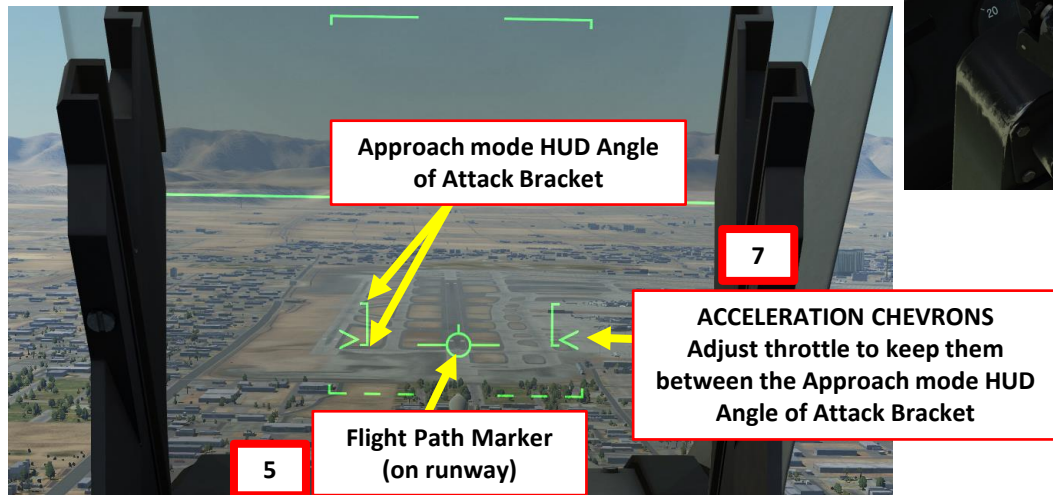 20
Approach mode HUD Angle
of Attack Bracket
7
ACCELERATION CHEVRONS
Adjust throttle to keep them
between the Approach mode HUD
Angle of Attack Bracket
Flight Path Marker
(on runway)
5